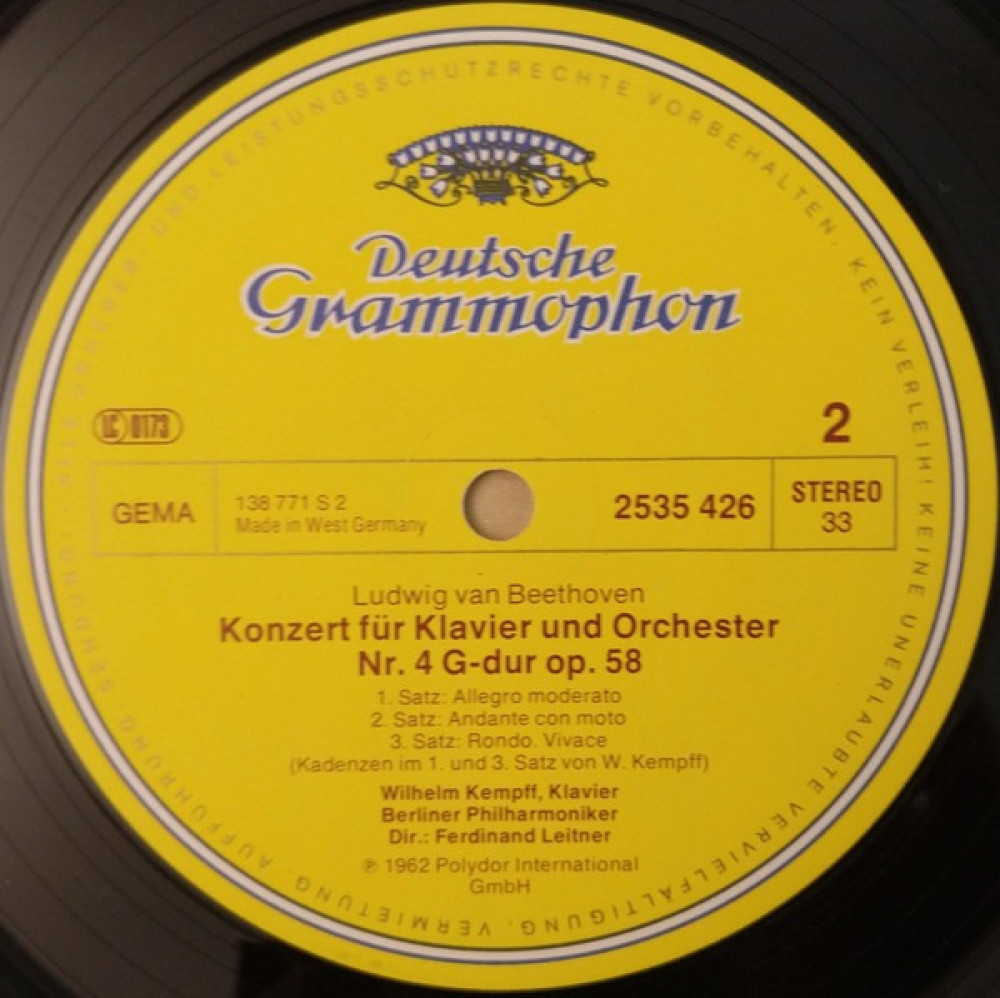 ALLE URHEBER- UND LEISTUNGSSCHUTZRECHTE VORBEHALTEN. KEIN VERLEIH! KEINE UNERLAUBTE VERVIELFÄLTIGUNG, VERMIETUNG, AUFFÜHRUNG, SENDUNG!
Deutsche
Grammophon
LC 0173
2
GEMA
138 771 S 2
Made in West Germany
2535 426
STEREO
33
Ludwig van Beethoven
Konzert für Klavier und Orchester
Nr. 4 G-dur op. 58
1. Satz: Allegro moderato
2. Satz: Andante con moto
3. Satz: Rondo. Vivace
(Kadenzen im 1. und 3. Satz von W. Kempff)
Wilhelm Kempff, Klavier
Berliner Philharmoniker
Dir.: Ferdinand Leitner
℗ 1962 Polydor International
GmbH